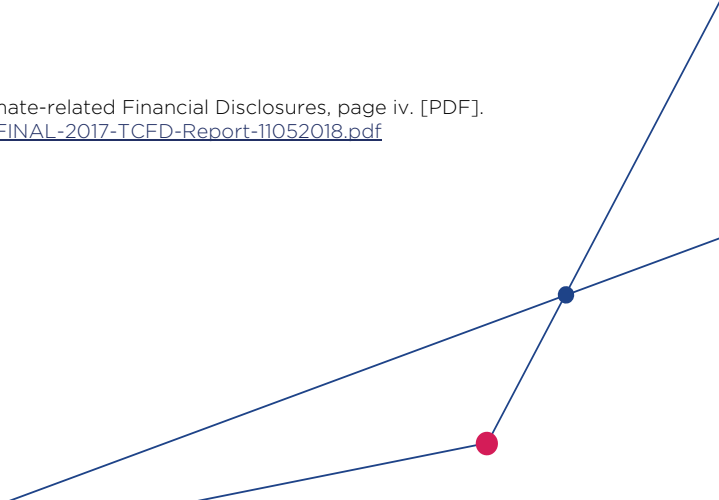 nate-related Financial Disclosures, page iv. [PDF].
FINAL-2017-TCFD-Report-11052018.pdf